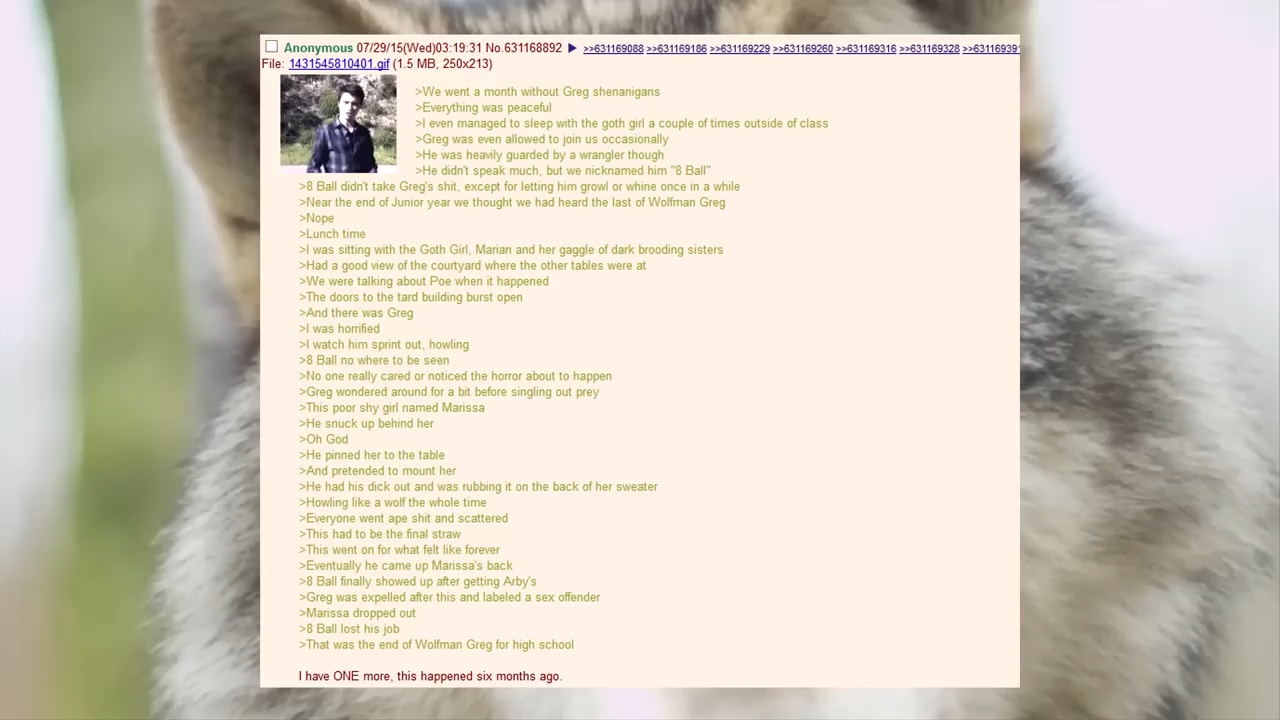 Anonymous 07/29/15(Wed)03:19:31 No.631168892 ▶ >>631169088 >>631169186 >>631169229 >>631169260 >>631169316 >>631169328
File: 1431545810401.gif (1.5 MB, 250x213)
>We went a month without Greg shenanigans
>Everything was peaceful
>I even managed to sleep with the goth girl a couple of times outside of class
>Greg was even allowed to join us occasionally
>He was heavily guarded by a wrangler though
>He didn't speak much, but we nicknamed him "8 Ball"
>8 Ball didn't take Greg's shit, except for letting him growl or whine once in a while
>Near the end of Junior year we thought we had heard the last of Wolfman Greg
>Nope
>Lunch time
>I was sitting with the Goth Girl, Marian and her gaggle of dark brooding sisters
>Had a good view of the courtyard where the other tables were at
>We were talking about Poe when it happened
>The doors to the tard building burst open
>And there was Greg
>I was horrified
>I watch him sprint out, howling
>8 Ball no where to be seen
>No one really cared or noticed the horror about to happen
>Greg wondered around for a bit before singling out prey
>This poor shy girl named Marissa
>He snuck up behind her
>Oh God
>He pinned her to the table
>And pretended to mount her
>He had his dick out and was rubbing it on the back of her sweater
>Howling like a wolf the whole time
>Everyone went ape shit and scattered
>This had to be the final straw
>This went on for what felt like forever
>Eventually he came up Marissa's back
>8 Ball finally showed up after getting Arby's
>Greg was expelled after this and labeled a sex offender
>Marissa dropped out
>8 Ball lost his job
>That was the end of Wolfman Greg for high school
I have ONE more, this happened six months ago.